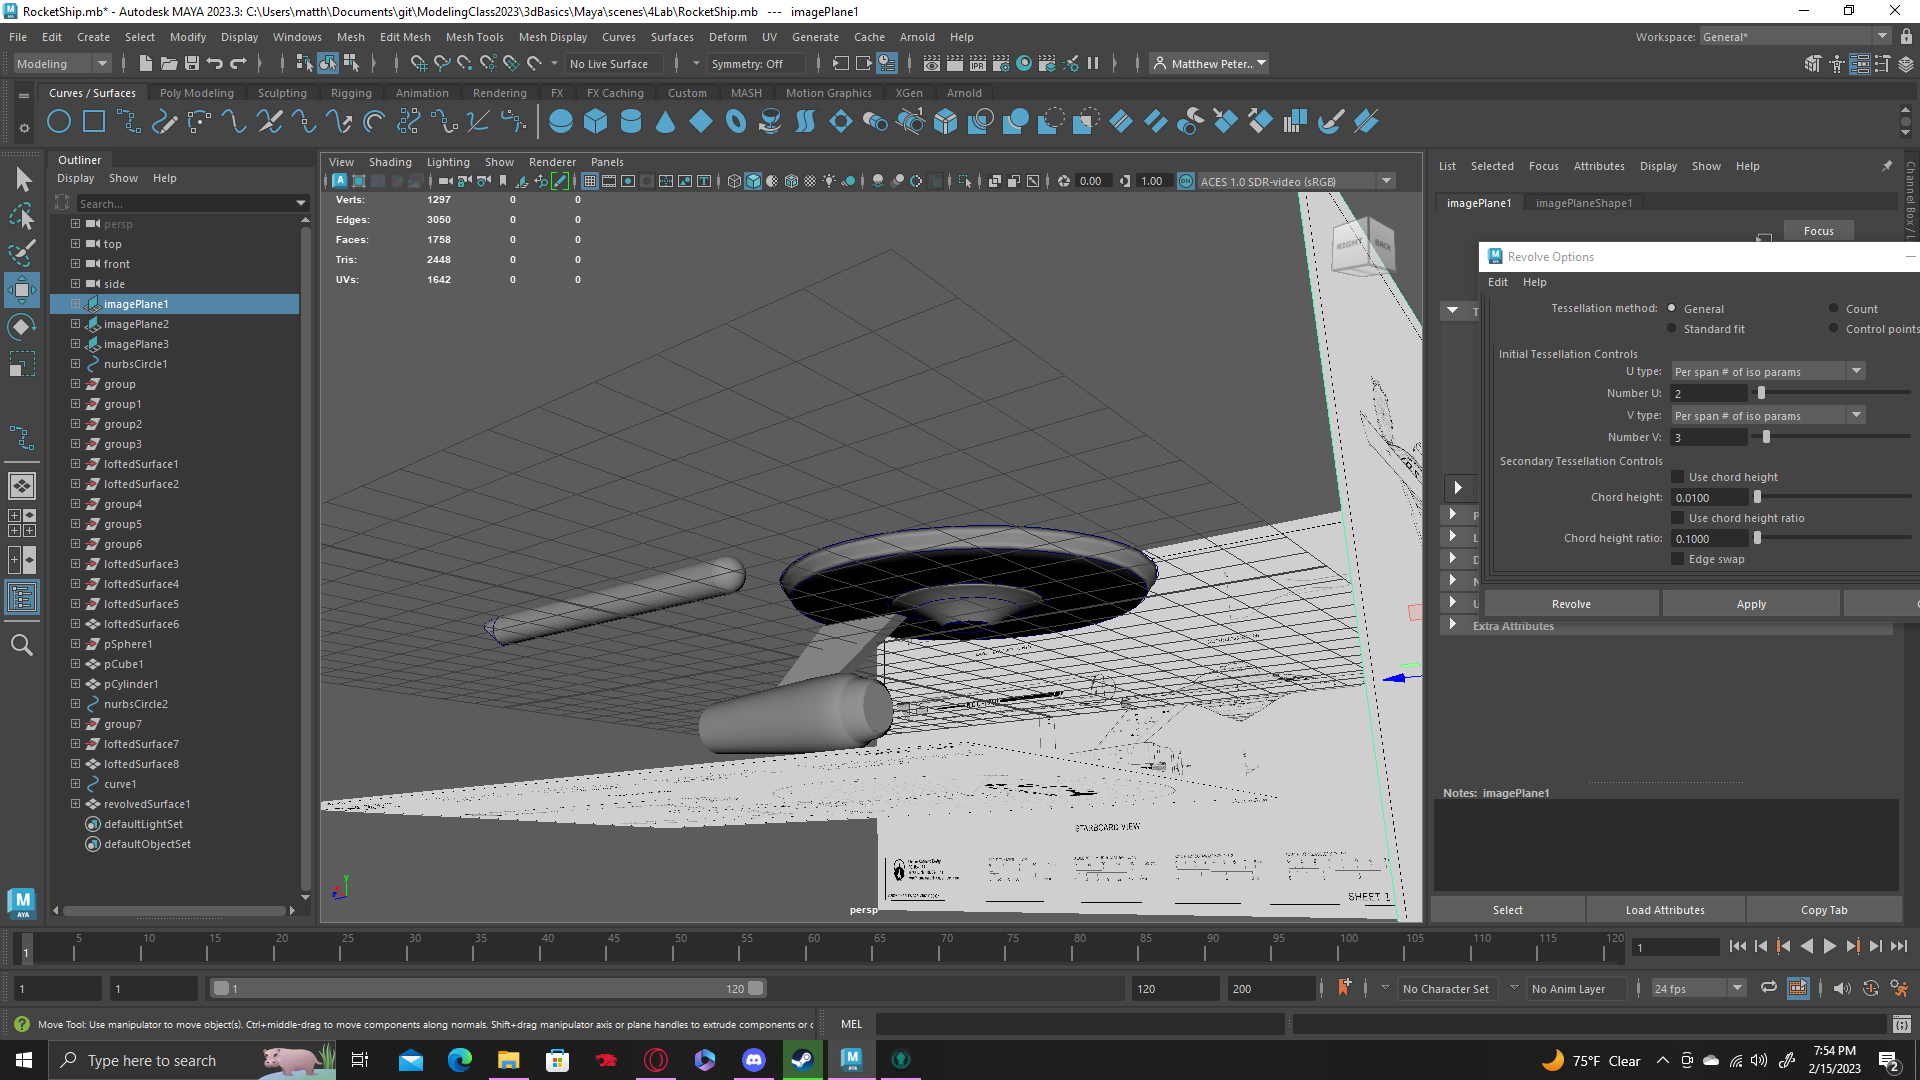 RocketShip.mb* - Autodesk MAYA 2023.3: C:\Users\matth\Documents\git\ModelingClass2023\3dBasics\Maya\scenes\4Lab\RocketShip.mb --- imagePlane1
File Edit Create Select Modify Display Windows Mesh Edit Mesh Mesh Tools Mesh Display Curves Surfaces Deform UV Generate Cache Arnold Help
Workspace: General*
Modeling
No Live Surface
Symmetry: Off
Matthew Peter..
Curves / Surfaces Poly Modeling Sculpting Rigging Animation Rendering FX FX Caching Custom MASH Motion Graphics XGen Arnold
Outliner
Display Show Help
Search...
persp
top
front
side
imagePlane1
imagePlane2
imagePlane3
nurbsCircle1
group
group1
group2
group3
loftedSurface1
loftedSurface2
group4
group5
group6
loftedSurface3
loftedSurface4
loftedSurface5
loftedSurface6
pSphere1
pCube1
pCylinder1
nurbsCircle2
group7
loftedSurface7
loftedSurface8
curve1
revolvedSurface1
defaultLightSet
defaultObjectSet
View Shading Lighting Show Renderer Panels
0.00
1.00
ACES 1.0 SDR-video (sRGB)
Verts: 1297 0 0
Edges: 3050 0 0
Faces: 1758 0 0
Tris: 2448 0 0
UVs: 1642 0 0
RIGHT BACK
STARBOARD VIEW
SHEET 1
persp
y
List Selected Focus Attributes Display Show Help
imagePlane1 imagePlaneShape1
Focus
Revolve Options
Edit Help
Tessellation method: General Count
Standard fit Control points
Initial Tessellation Controls
U type: Per span # of iso params
Number U: 2
V type: Per span # of iso params
Number V: 3
Secondary Tessellation Controls
Use chord height
Chord height: 0.0100
Use chord height ratio
Chord height ratio: 0.1000
Edge swap
Revolve Apply
Extra Attributes
Notes: imagePlane1
Select Load Attributes Copy Tab
1 5 10 15 20 25 30 35 40 45 50 55 60 65 70 75 80 85 90 95 100 105 110 115 120
1
1 1 1 120 120 200
No Character Set
No Anim Layer
24 fps
Move Tool: Use manipulator to move object(s). Ctrl+middle-drag to move components along normals. Shift+drag manipulator axis or plane handles to extrude components or c
MEL
Type here to search
75°F Clear
7:54 PM
2/15/2023
2